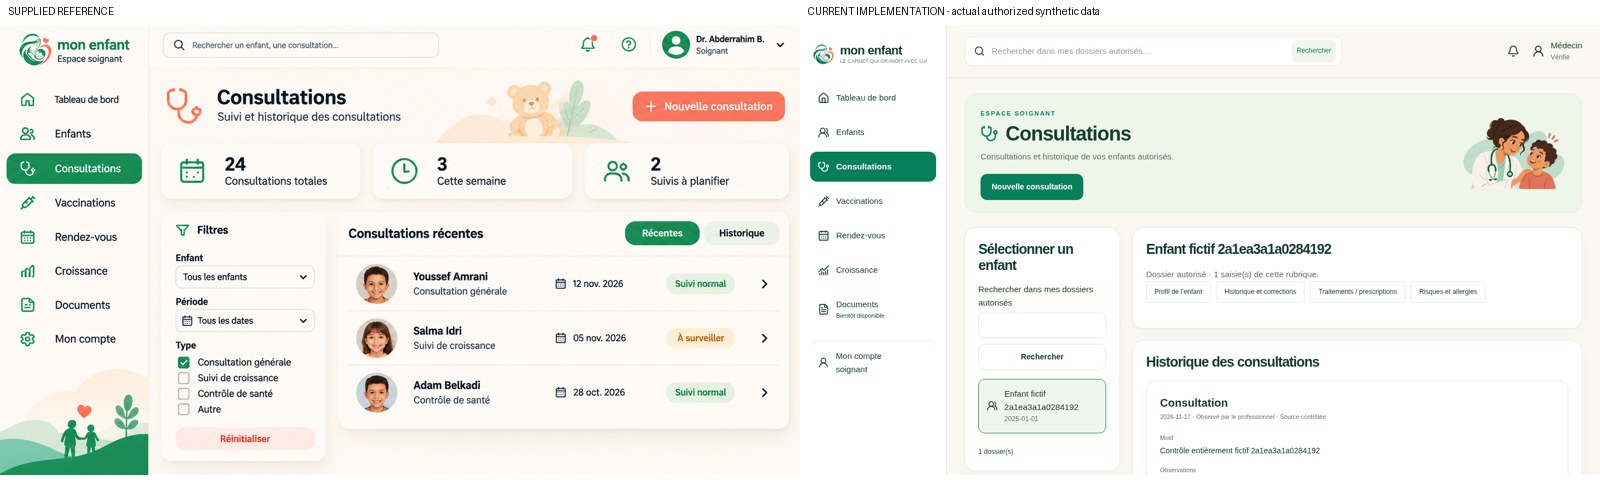 SUPPLIED REFERENCE
mon enfant
Espace soignant
Tableau de bord
Enfants
Consultations
Vaccinations
Rendez-vous
Croissance
Documents
Mon compte
Rechercher un enfant, une consultation...
Dr. Abderrahim B.
Soignant
Consultations
Suivi et historique des consultations
Nouvelle consultation
24
Consultations totales
3
Cette semaine
2
Suivis à planifier
Filtres
Enfant
Tous les enfants
Période
Tous les dates
Type
Consultation générale
Suivi de croissance
Contrôle de santé
Autre
Réinitialiser
Consultations récentes
Récentes
Historique
Youssef Amrani
Consultation générale
12 nov. 2026
Suivi normal
Salma Idri
Suivi de croissance
05 nov. 2026
À surveiller
Adam Belkadi
Contrôle de santé
28 oct. 2026
Suivi normal
CURRENT IMPLEMENTATION - actual authorized synthetic data
mon enfant
LE CARNET QUI GRANDIT AVEC LUI
Tableau de bord
Enfants
Consultations
Vaccinations
Rendez-vous
Croissance
Documents
Bientôt disponible
Mon compte
soignant
Rechercher dans mes dossiers autorisés...
Rechercher
Médecin
Vérifié
ESPACE SOIGNANT
Consultations
Consultations et historique de vos enfants autorisés.
Nouvelle consultation
Sélectionner un
enfant
Rechercher dans mes dossiers
autorisés
Rechercher
Enfant fictif
2a1ea3a1a0284192
2025-01-01
1 dossier(s)
Enfant fictif 2a1ea3a1a0284192
Dossier autorisé · 1 saisie(s) de cette rubrique.
Profil de l'enfant
Historique et corrections
Traitements / prescriptions
Risques et allergies
Historique des consultations
Consultation
2026-11-17 · Observé par le professionnel · Source contrôlée
Motif
Contrôle entièrement fictif 2a1ea3a1a0284192
Observations